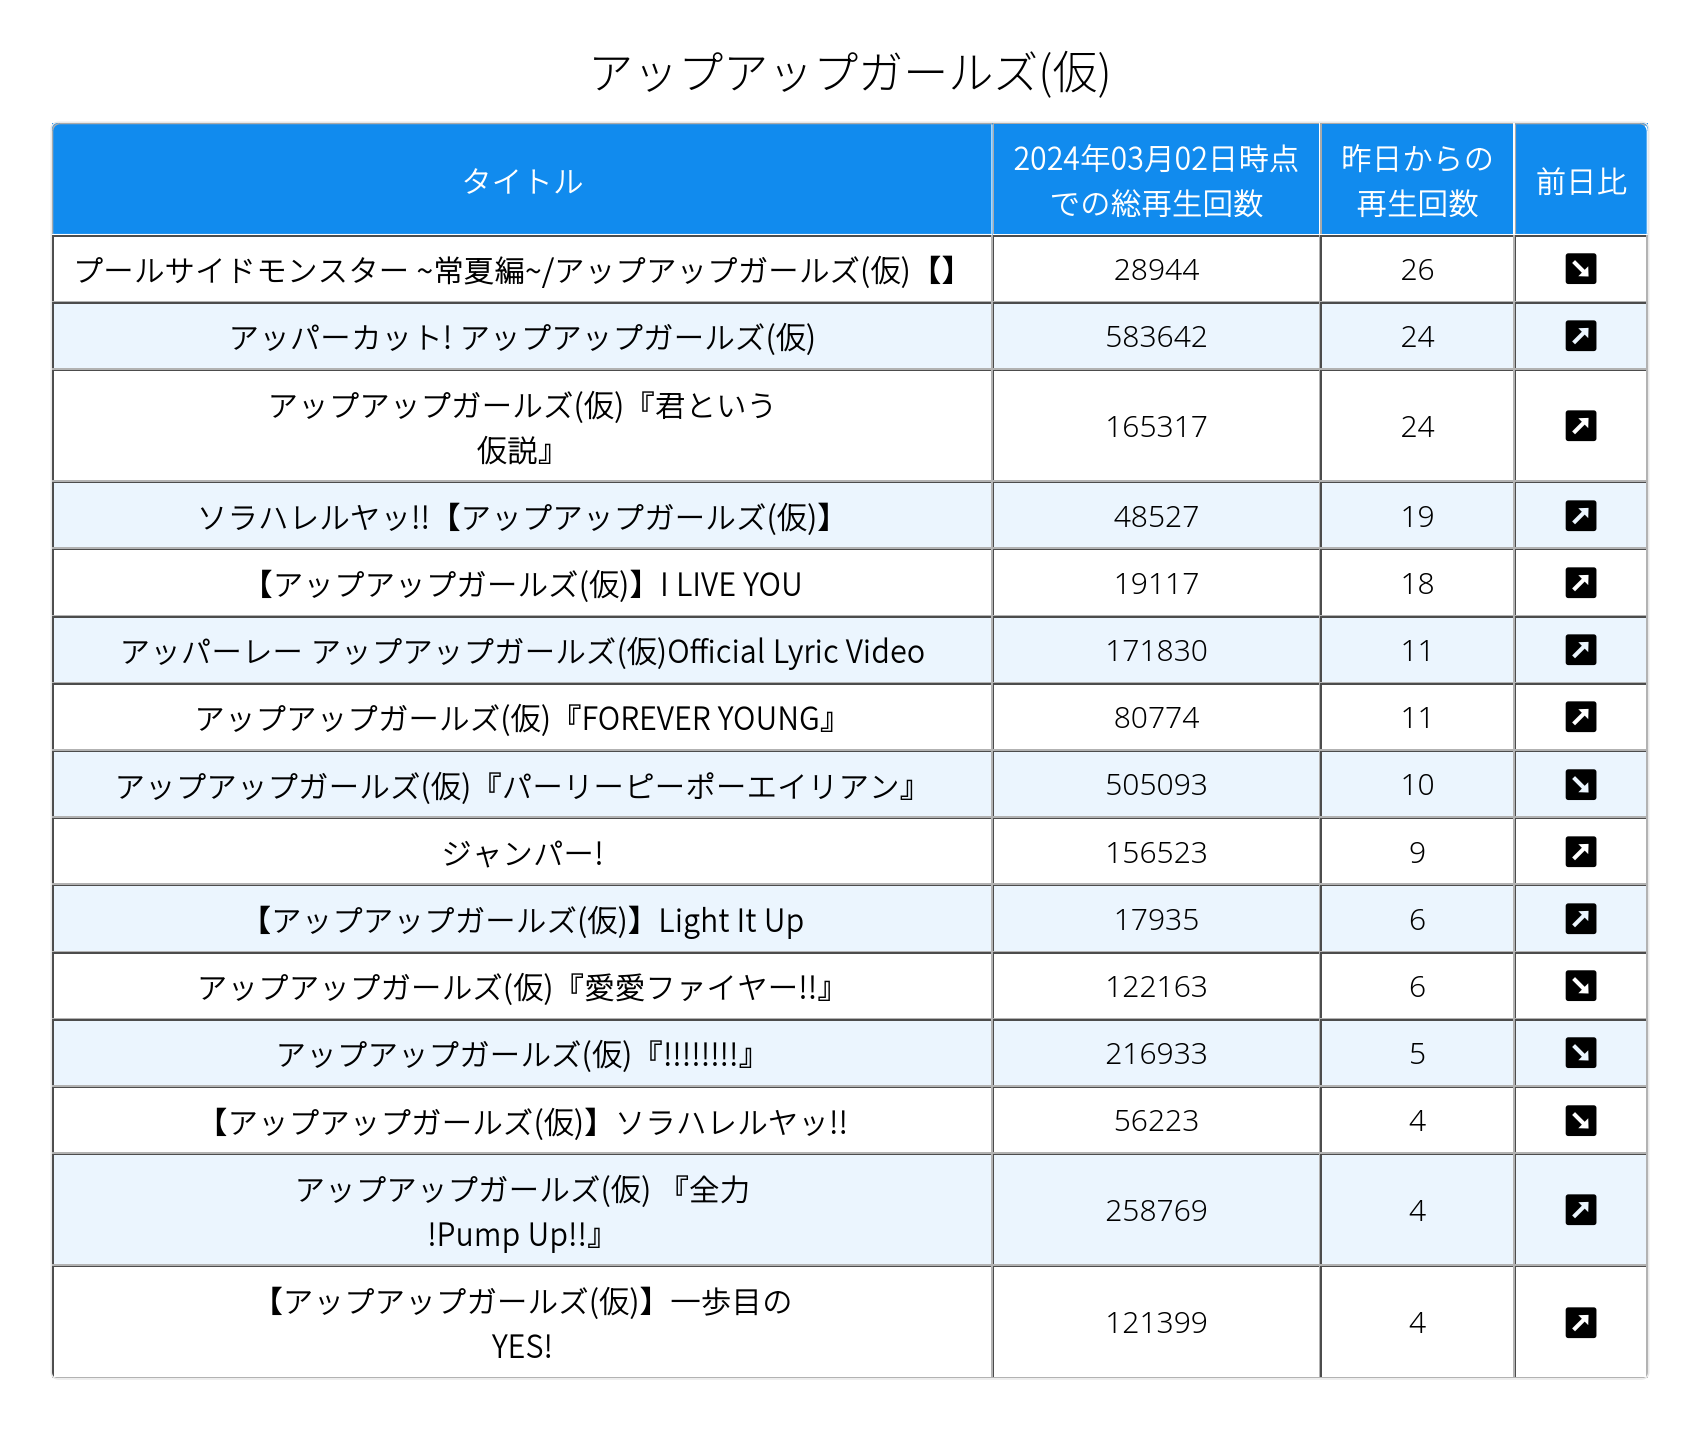 アップアップガールズ(仮)
タイトル 2024年03月02日時点での総再生回数 昨日からの再生回数 前日比
プールサイドモンスター ~常夏編~/アップアップガールズ(仮)【】 28944 26 ↘
アッパーカット! アップアップガールズ(仮) 583642 24 ↗
アップアップガールズ(仮)『君という
仮説』 165317 24 ↗
ソラハレルヤッ!!【アップアップガールズ(仮)】 48527 19 ↗
【アップアップガールズ(仮)】I LIVE YOU 19117 18 ↗
アッパーレー アップアップガールズ(仮)Official Lyric Video 171830 11 ↗
アップアップガールズ(仮)『FOREVER YOUNG』 80774 11 ↗
アップアップガールズ(仮)『パーリーピーポーエイリアン』 505093 10 ↘
ジャンパー! 156523 9 ↗
【アップアップガールズ(仮)】Light It Up 17935 6 ↗
アップアップガールズ(仮)『愛愛ファイヤー!!』 122163 6 ↘
アップアップガールズ(仮)『!!!!!!!!』 216933 5 ↘
【アップアップガールズ(仮)】ソラハレルヤッ!! 56223 4 ↘
アップアップガールズ(仮) 『全力
!Pump Up!!』 258769 4 ↗
【アップアップガールズ(仮)】一歩目の
YES! 121399 4 ↗